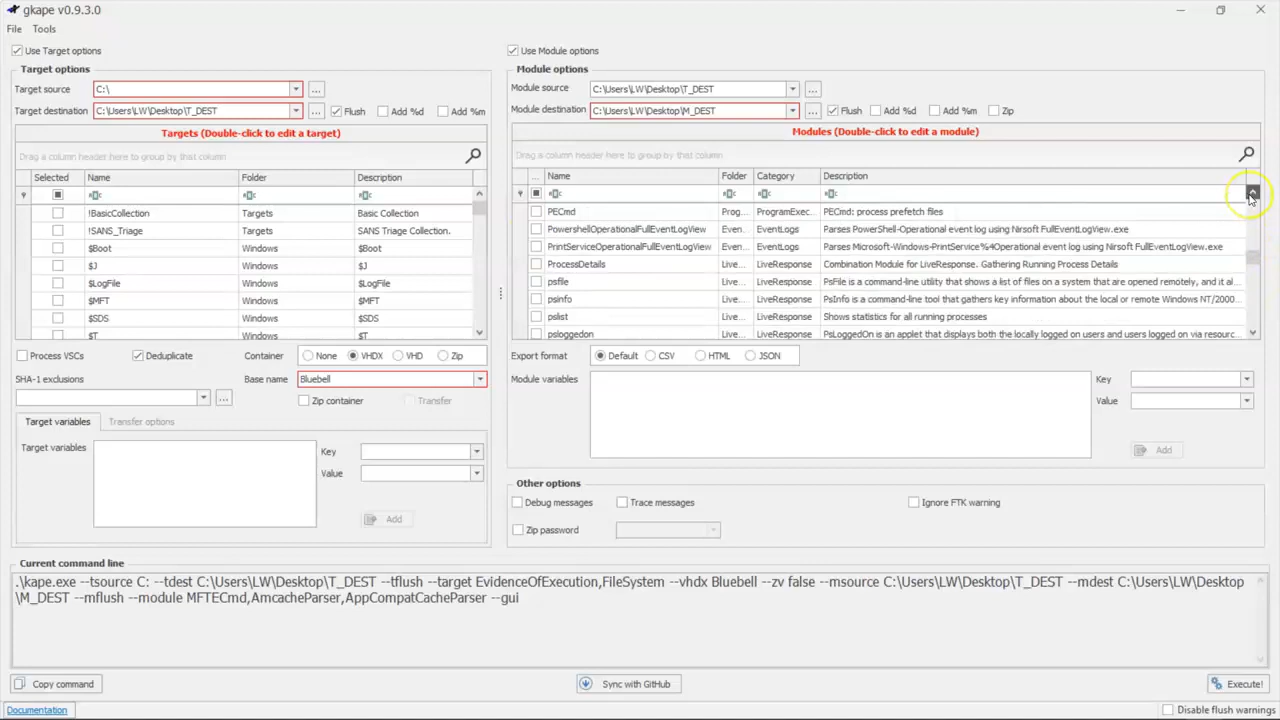 gkape v0.9.3.0
File Tools
Use Target options
Use Module options
Target options
Module options
Target source C:\ ...
Module source C:\Users\LW\Desktop\T_DEST ...
Target destination C:\Users\LW\Desktop\T_DEST ... Flush Add %d Add %m
Module destination C:\Users\LW\Desktop\M_DEST ... Flush Add %d Add %m Zip
Targets (Double-click to edit a target)
Modules (Double-click to edit a module)
Drag a column header here to group by that column
Drag a column header here to group by that column
Selected Name Folder Description
!BasicCollection Targets Basic Collection
!SANS_Triage Targets SANS Triage Collection.
$Boot Windows $Boot
$J Windows $J
$LogFile Windows $LogFile
$MFT Windows $MFT
$SDS Windows $SDS
$T Windows $T
... Name Folder Category Description
PECmd Prog... ProgramExec... PECmd: process prefetch files
PowershellOperationalFullEventLogView Even... EventLogs Parses PowerShell-Operational event log using Nirsoft FullEventLogView.exe
PrintServiceOperationalFullEventLogView Even... EventLogs Parses Microsoft-Windows-PrintService%4Operational event log using Nirsoft FullEventLogView.exe
ProcessDetails Live... LiveResponse Combination Module for LiveResponse. Gathering Running Process Details
psfile Live... LiveResponse PsFile is a command-line utility that shows a list of files on a system that are opened remotely, and it al...
psinfo Live... LiveResponse PsInfo is a command-line tool that gathers key information about the local or remote Windows NT/2000...
pslist Live... LiveResponse Shows statistics for all running processes
psloggedon Live... LiveResponse PsLoggedOn is an applet that displays both the locally logged on users and users logged on via resourc...
Process VSCs Deduplicate Container None VHDX VHD Zip
Export format Default CSV HTML JSON
SHA-1 exclusions Base name Bluebell
...
Zip container Transfer
Module variables Key
Value
Add
Target variables Transfer options
Target variables Key
Value
Add
Other options
Debug messages Trace messages Ignore FTK warning
Zip password
Current command line
.\kape.exe --tsource C: --tdest C:\Users\LW\Desktop\T_DEST --tflush --target EvidenceOfExecution,FileSystem --vhdx Bluebell --zv false --msource C:\Users\LW\Desktop\T_DEST --mdest C:\Users\LW\Desktop
\M_DEST --mflush --module MFTECmd,AmcacheParser,AppCompatCacheParser --gui
Copy command Sync with GitHub Execute!
Documentation Disable flush warnings